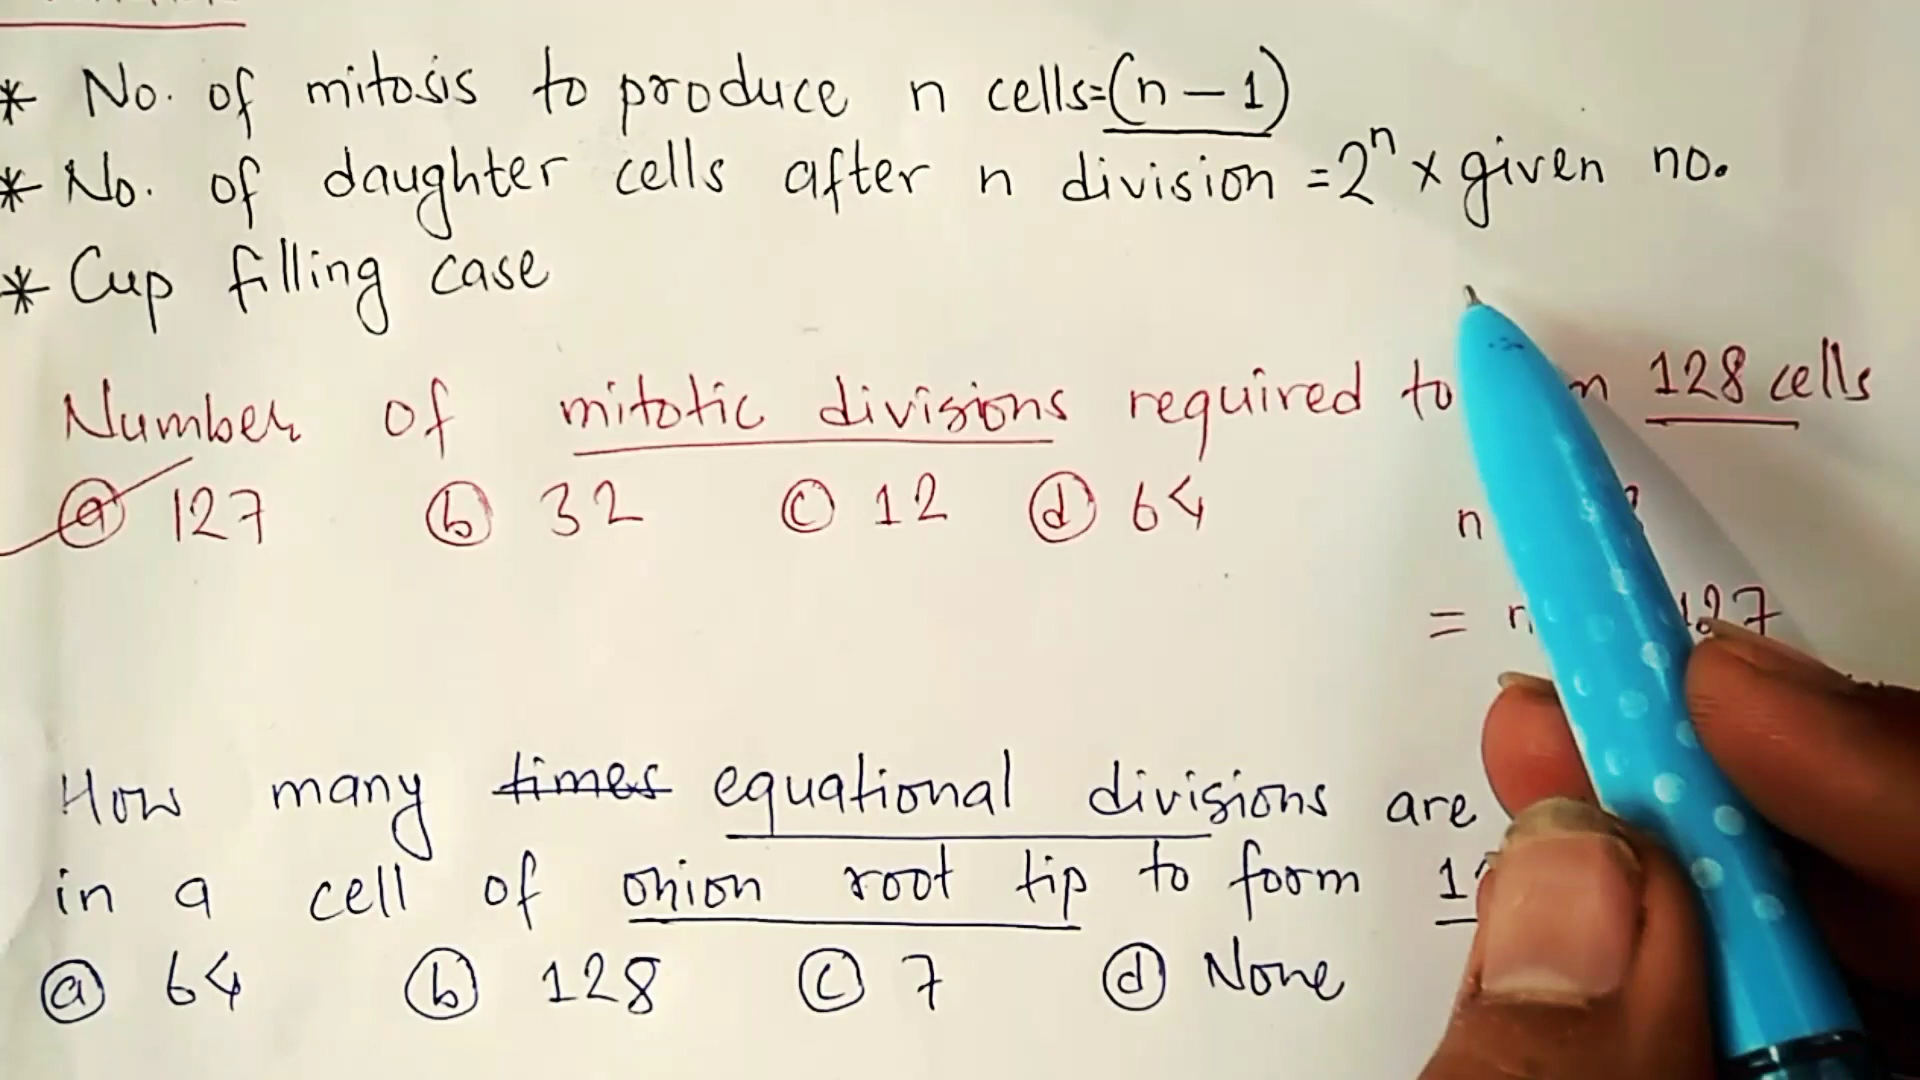 * No. of mitosis to produce n cells=(n-1)
* No. of daughter cells after n division = 2ⁿ × given no.
* Cup filling case
Number of mitotic divisions required to 128 cells
ⓐ 127 ⓑ 32 ⓒ 12 ⓓ 64
n
= 127
How many times equational divisions are
in a cell of onion root tip to form
ⓐ 64 ⓑ 128 ⓒ 7 ⓓ None